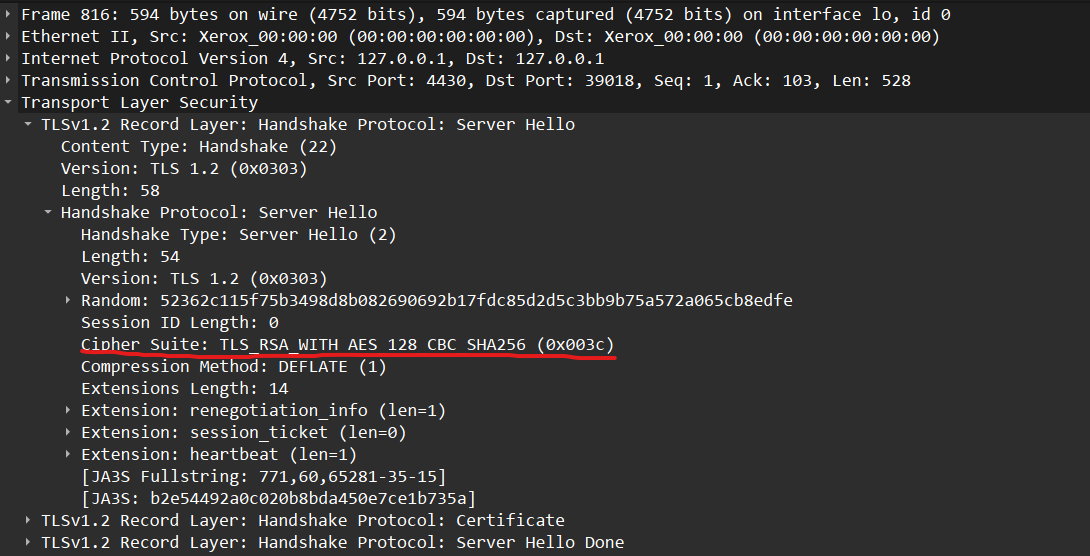 Frame 816: 594 bytes on wire (4752 bits), 594 bytes captured (4752 bits) on interface lo, id 0
Ethernet II, Src: Xerox_00:00:00 (00:00:00:00:00:00), Dst: Xerox_00:00:00 (00:00:00:00:00:00)
Internet Protocol Version 4, Src: 127.0.0.1, Dst: 127.0.0.1
Transmission Control Protocol, Src Port: 4430, Dst Port: 39018, Seq: 1, Ack: 103, Len: 528
Transport Layer Security
TLSv1.2 Record Layer: Handshake Protocol: Server Hello
Content Type: Handshake (22)
Version: TLS 1.2 (0x0303)
Length: 58
Handshake Protocol: Server Hello
Handshake Type: Server Hello (2)
Length: 54
Version: TLS 1.2 (0x0303)
Random: 52362c115f75b3498d8b082690692b17fdc85d2d5c3bb9b75a572a065cb8edfe
Session ID Length: 0
Cipher Suite: TLS_RSA_WITH_AES_128_CBC_SHA256 (0x003c)
Compression Method: DEFLATE (1)
Extensions Length: 14
Extension: renegotiation_info (len=1)
Extension: session_ticket (len=0)
Extension: heartbeat (len=1)
[JA3S Fullstring: 771,60,65281-35-15]
[JA3S: b2e54492a0c020b8bda450e7ce1b735a]
TLSv1.2 Record Layer: Handshake Protocol: Certificate
TLSv1.2 Record Layer: Handshake Protocol: Server Hello Done